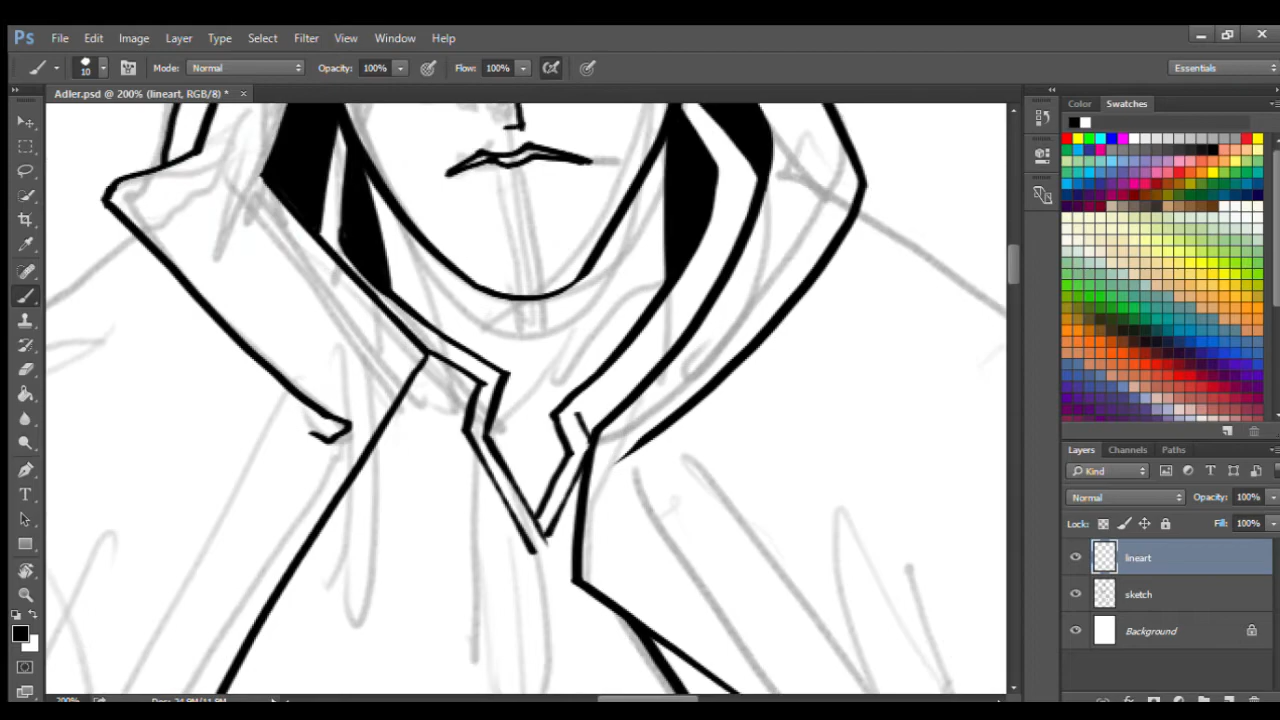 Ps File Edit Image Layer Type Select Filter View Window Help
10 Mode: Normal Opacity: 100% Flow: 100% Essentials
Adler.psd @ 200% (lineart, RGB/8) * ×
Color Swatches
Layers Channels Paths
Kind
Normal Opacity: 100%
Lock: Fill: 100%
lineart
sketch
Background